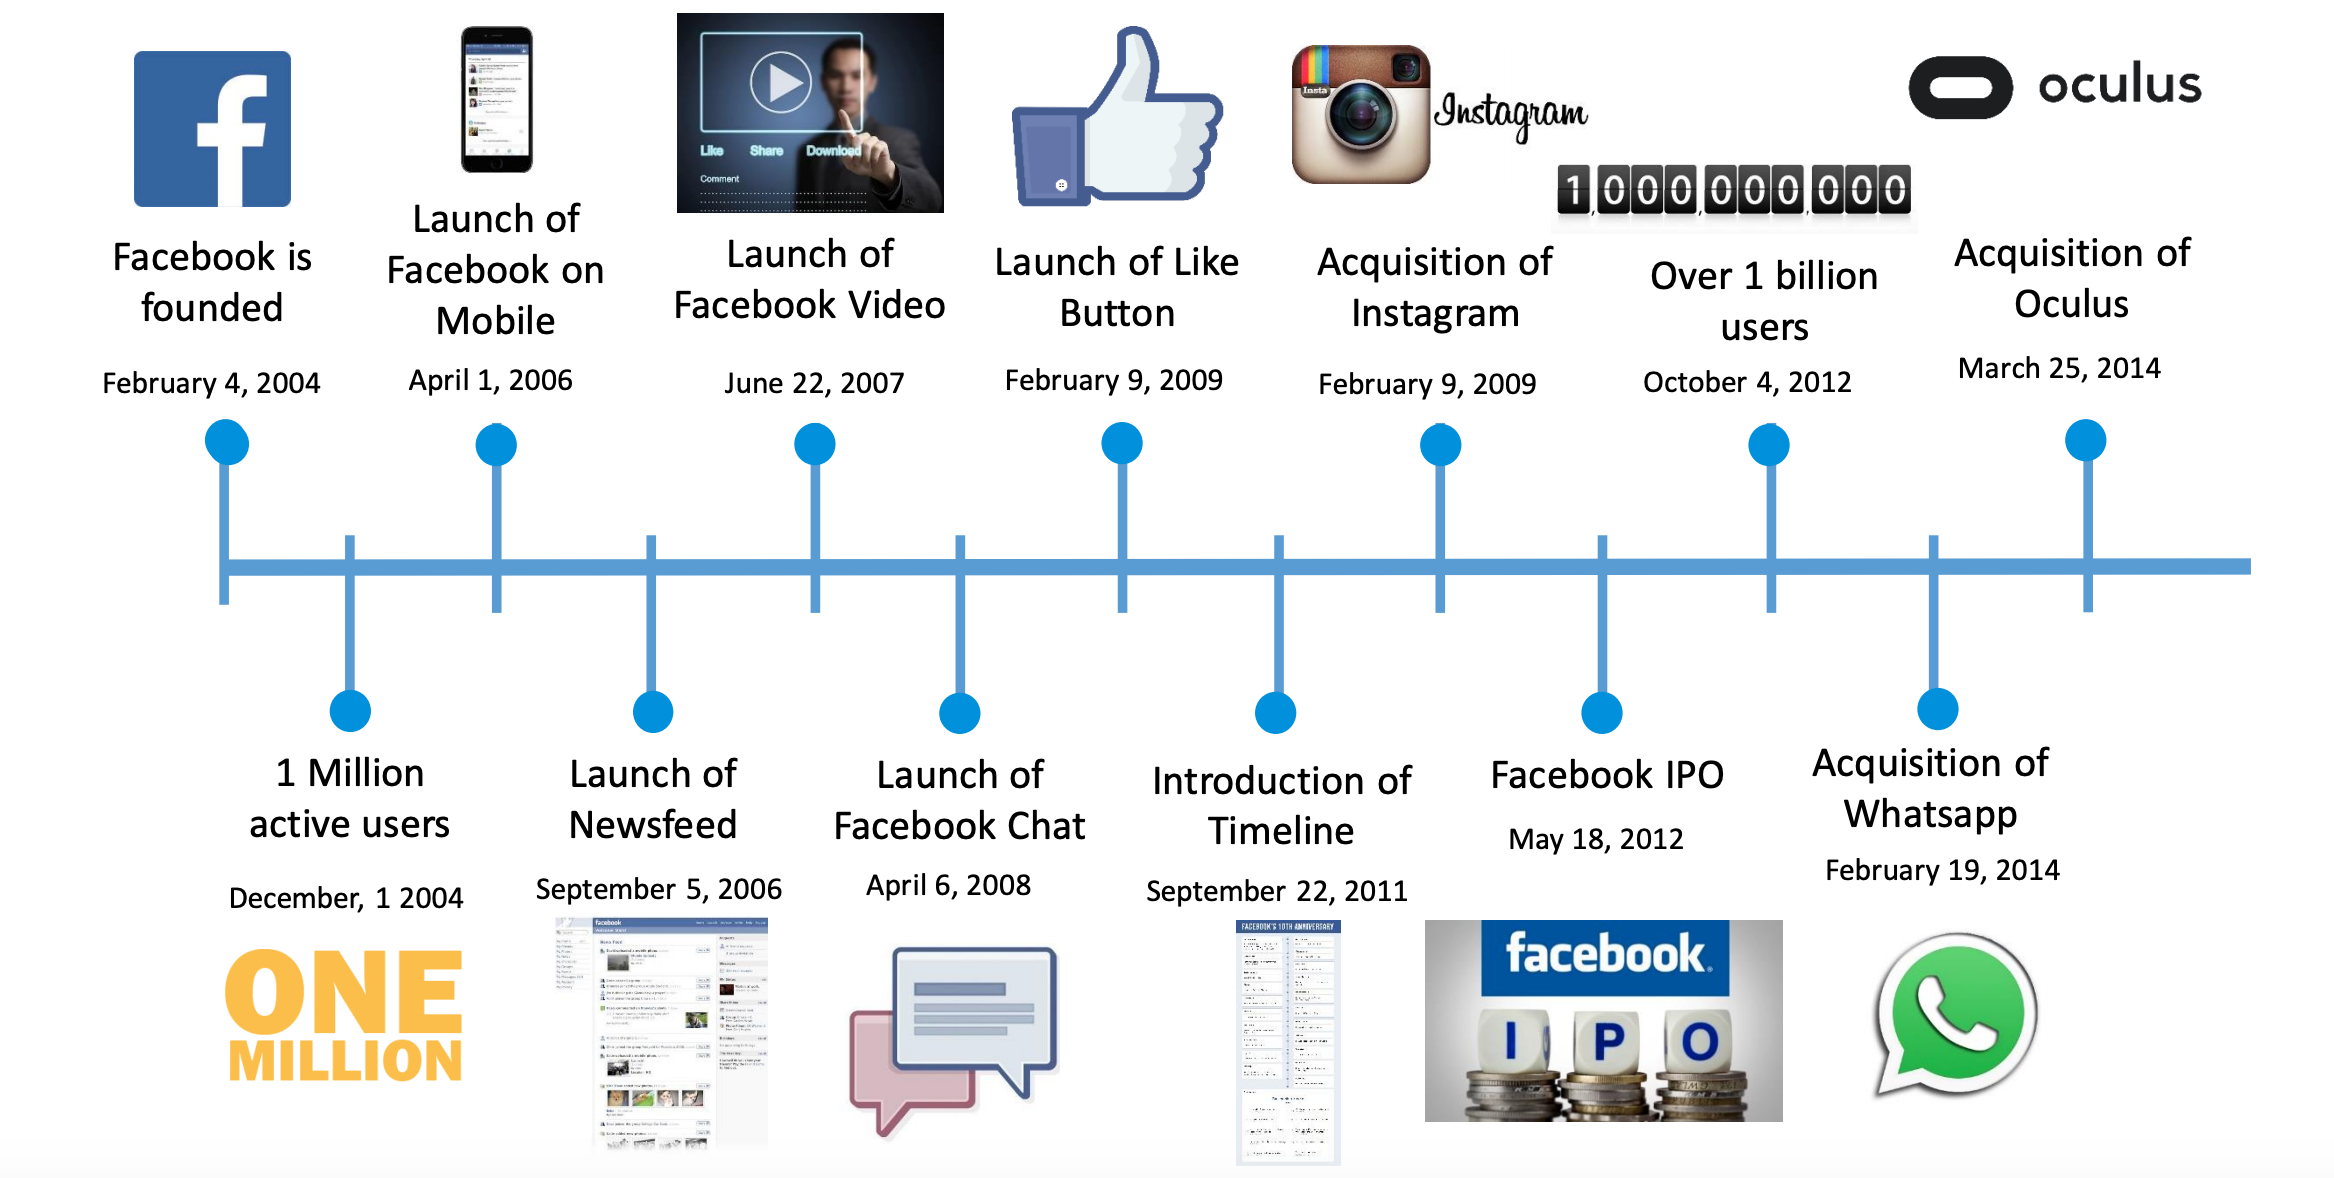 Like Share Download
Comment
Insta
Instagram
oculus
1,000,000,000
Facebook is
founded
February 4, 2004
Launch of
Facebook on
Mobile
April 1, 2006
Launch of
Facebook Video
June 22, 2007
Launch of Like
Button
February 9, 2009
Acquisition of
Instagram
February 9, 2009
Over 1 billion
users
October 4, 2012
Acquisition of
Oculus
March 25, 2014
1 Million
active users
December, 1 2004
ONE
MILLION
Launch of
Newsfeed
September 5, 2006
facebook
Launch of
Facebook Chat
April 6, 2008
Introduction of
Timeline
September 22, 2011
FACEBOOK'S 10TH ANNIVERSARY
Facebook IPO
May 18, 2012
facebook
I P O
Acquisition of
Whatsapp
February 19, 2014